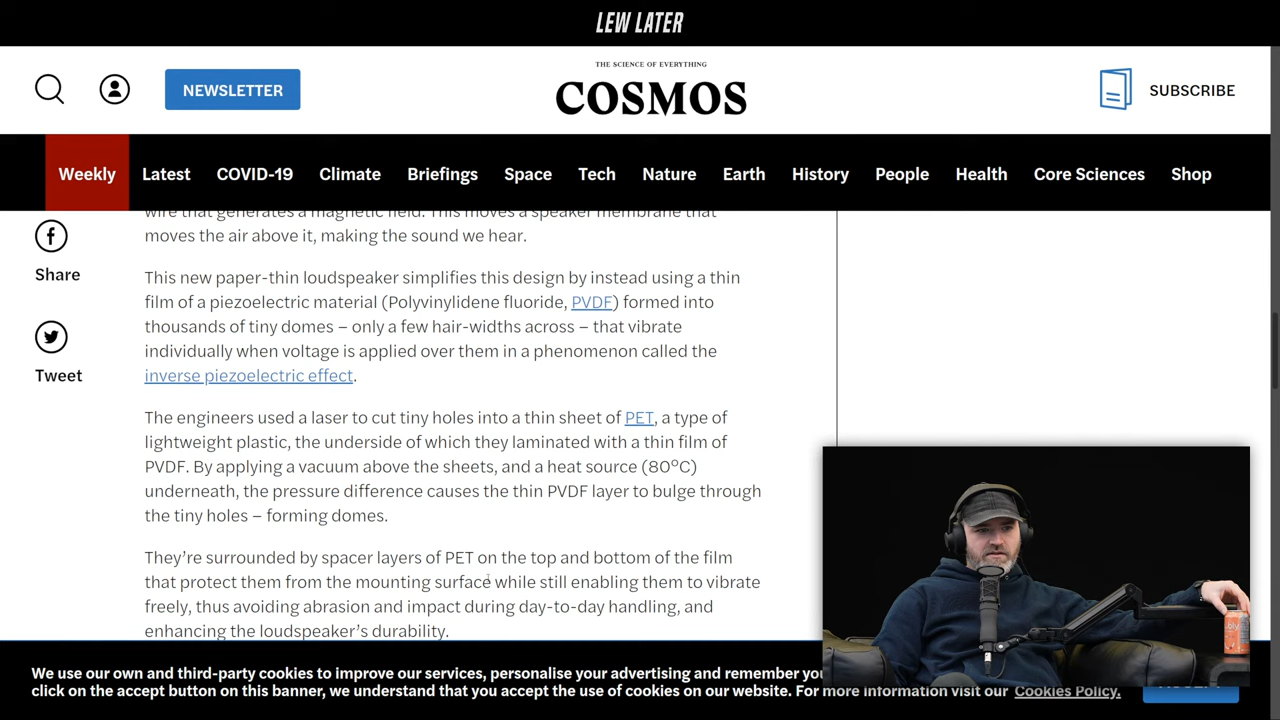 LEW LATER
THE SCIENCE OF EVERYTHING
COSMOS
NEWSLETTER
SUBSCRIBE
Weekly Latest COVID-19 Climate Briefings Space Tech Nature Earth History People Health Core Sciences Shop
wire that generates a magnetic field. This moves a speaker membrane that
moves the air above it, making the sound we hear.
Share
This new paper-thin loudspeaker simplifies this design by instead using a thin
film of a piezoelectric material (Polyvinylidene fluoride, PVDF) formed into
thousands of tiny domes – only a few hair-widths across – that vibrate
individually when voltage is applied over them in a phenomenon called the
inverse piezoelectric effect.
Tweet
The engineers used a laser to cut tiny holes into a thin sheet of PET, a type of
lightweight plastic, the underside of which they laminated with a thin film of
PVDF. By applying a vacuum above the sheets, and a heat source (80°C)
underneath, the pressure difference causes the thin PVDF layer to bulge through
the tiny holes – forming domes.
They're surrounded by spacer layers of PET on the top and bottom of the film
that protect them from the mounting surface while still enabling them to vibrate
freely, thus avoiding abrasion and impact during day-to-day handling, and
enhancing the loudspeaker's durability.
We use our own and third-party cookies to improve our services, personalise your advertising and remember
click on the accept button on this banner, we understand that you accept the use of cookies on our website. For more information visit our Cookies Policy.